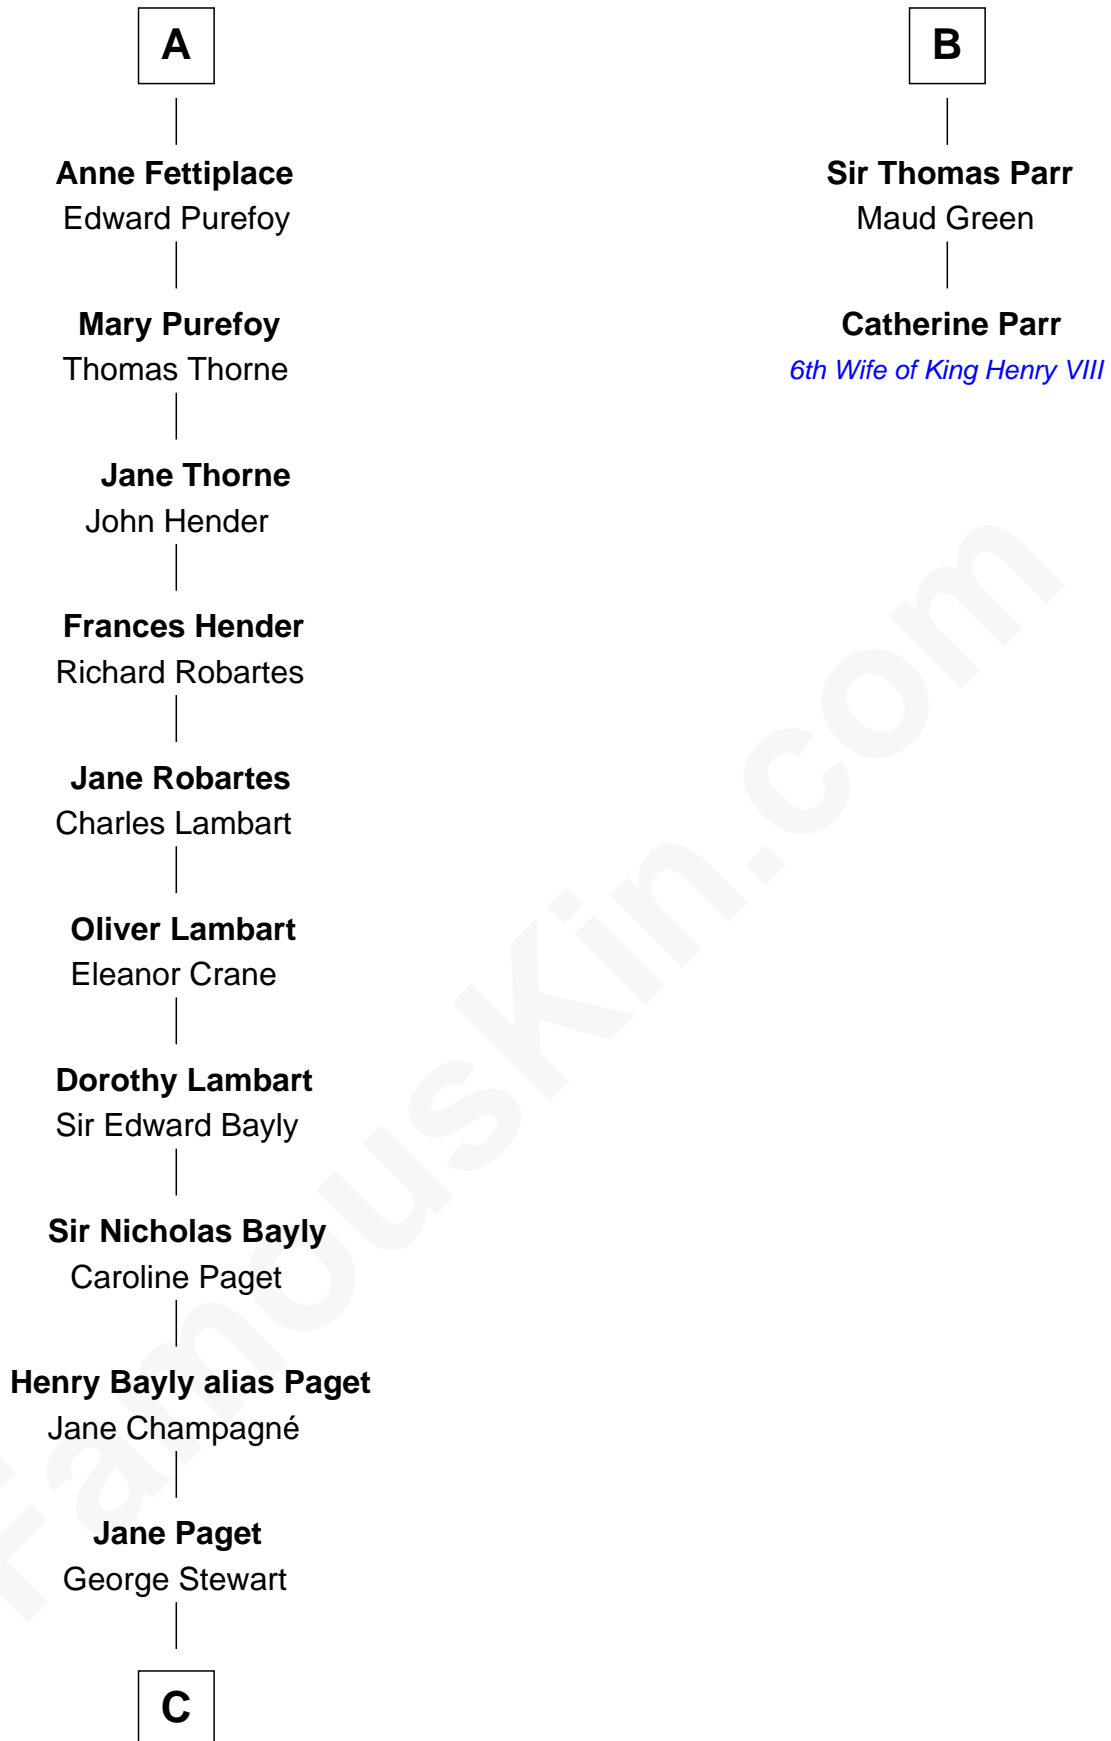 A
Anne Fettiplace
Edward Purefoy
Mary Purefoy
Thomas Thorne
Jane Thorne
John Hender
Frances Hender
Richard Robartes
Jane Robartes
Charles Lambart
Oliver Lambart
Eleanor Crane
Dorothy Lambart
Sir Edward Bayly
Sir Nicholas Bayly
Caroline Paget
Henry Bayly alias Paget
Jane Champagné
Jane Paget
George Stewart
C
B
Sir Thomas Parr
Maud Green
Catherine Parr
6th Wife of King Henry VIII
FamousKin.com